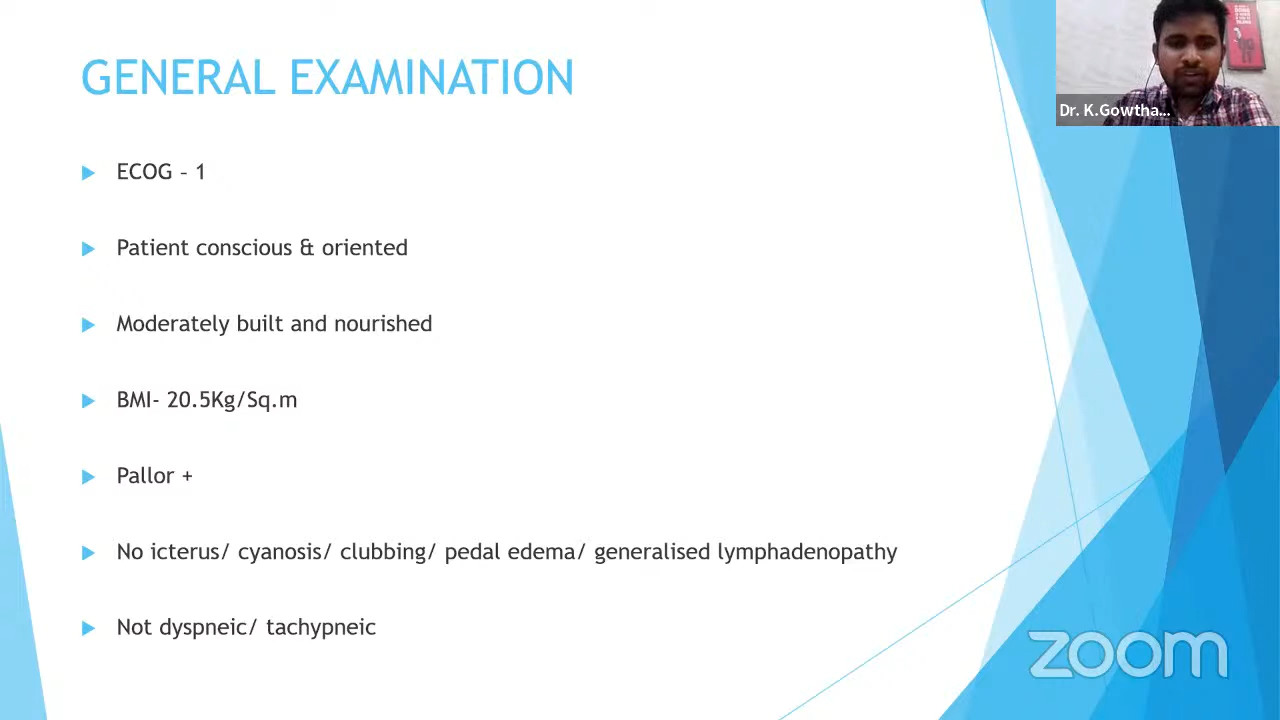 GENERAL EXAMINATION
Dr. K.Gowtha...
ECOG – 1
Patient conscious & oriented
Moderately built and nourished
BMI- 20.5Kg/Sq.m
Pallor +
No icterus/ cyanosis/ clubbing/ pedal edema/ generalised lymphadenopathy
Not dyspneic/ tachypneic
zoom